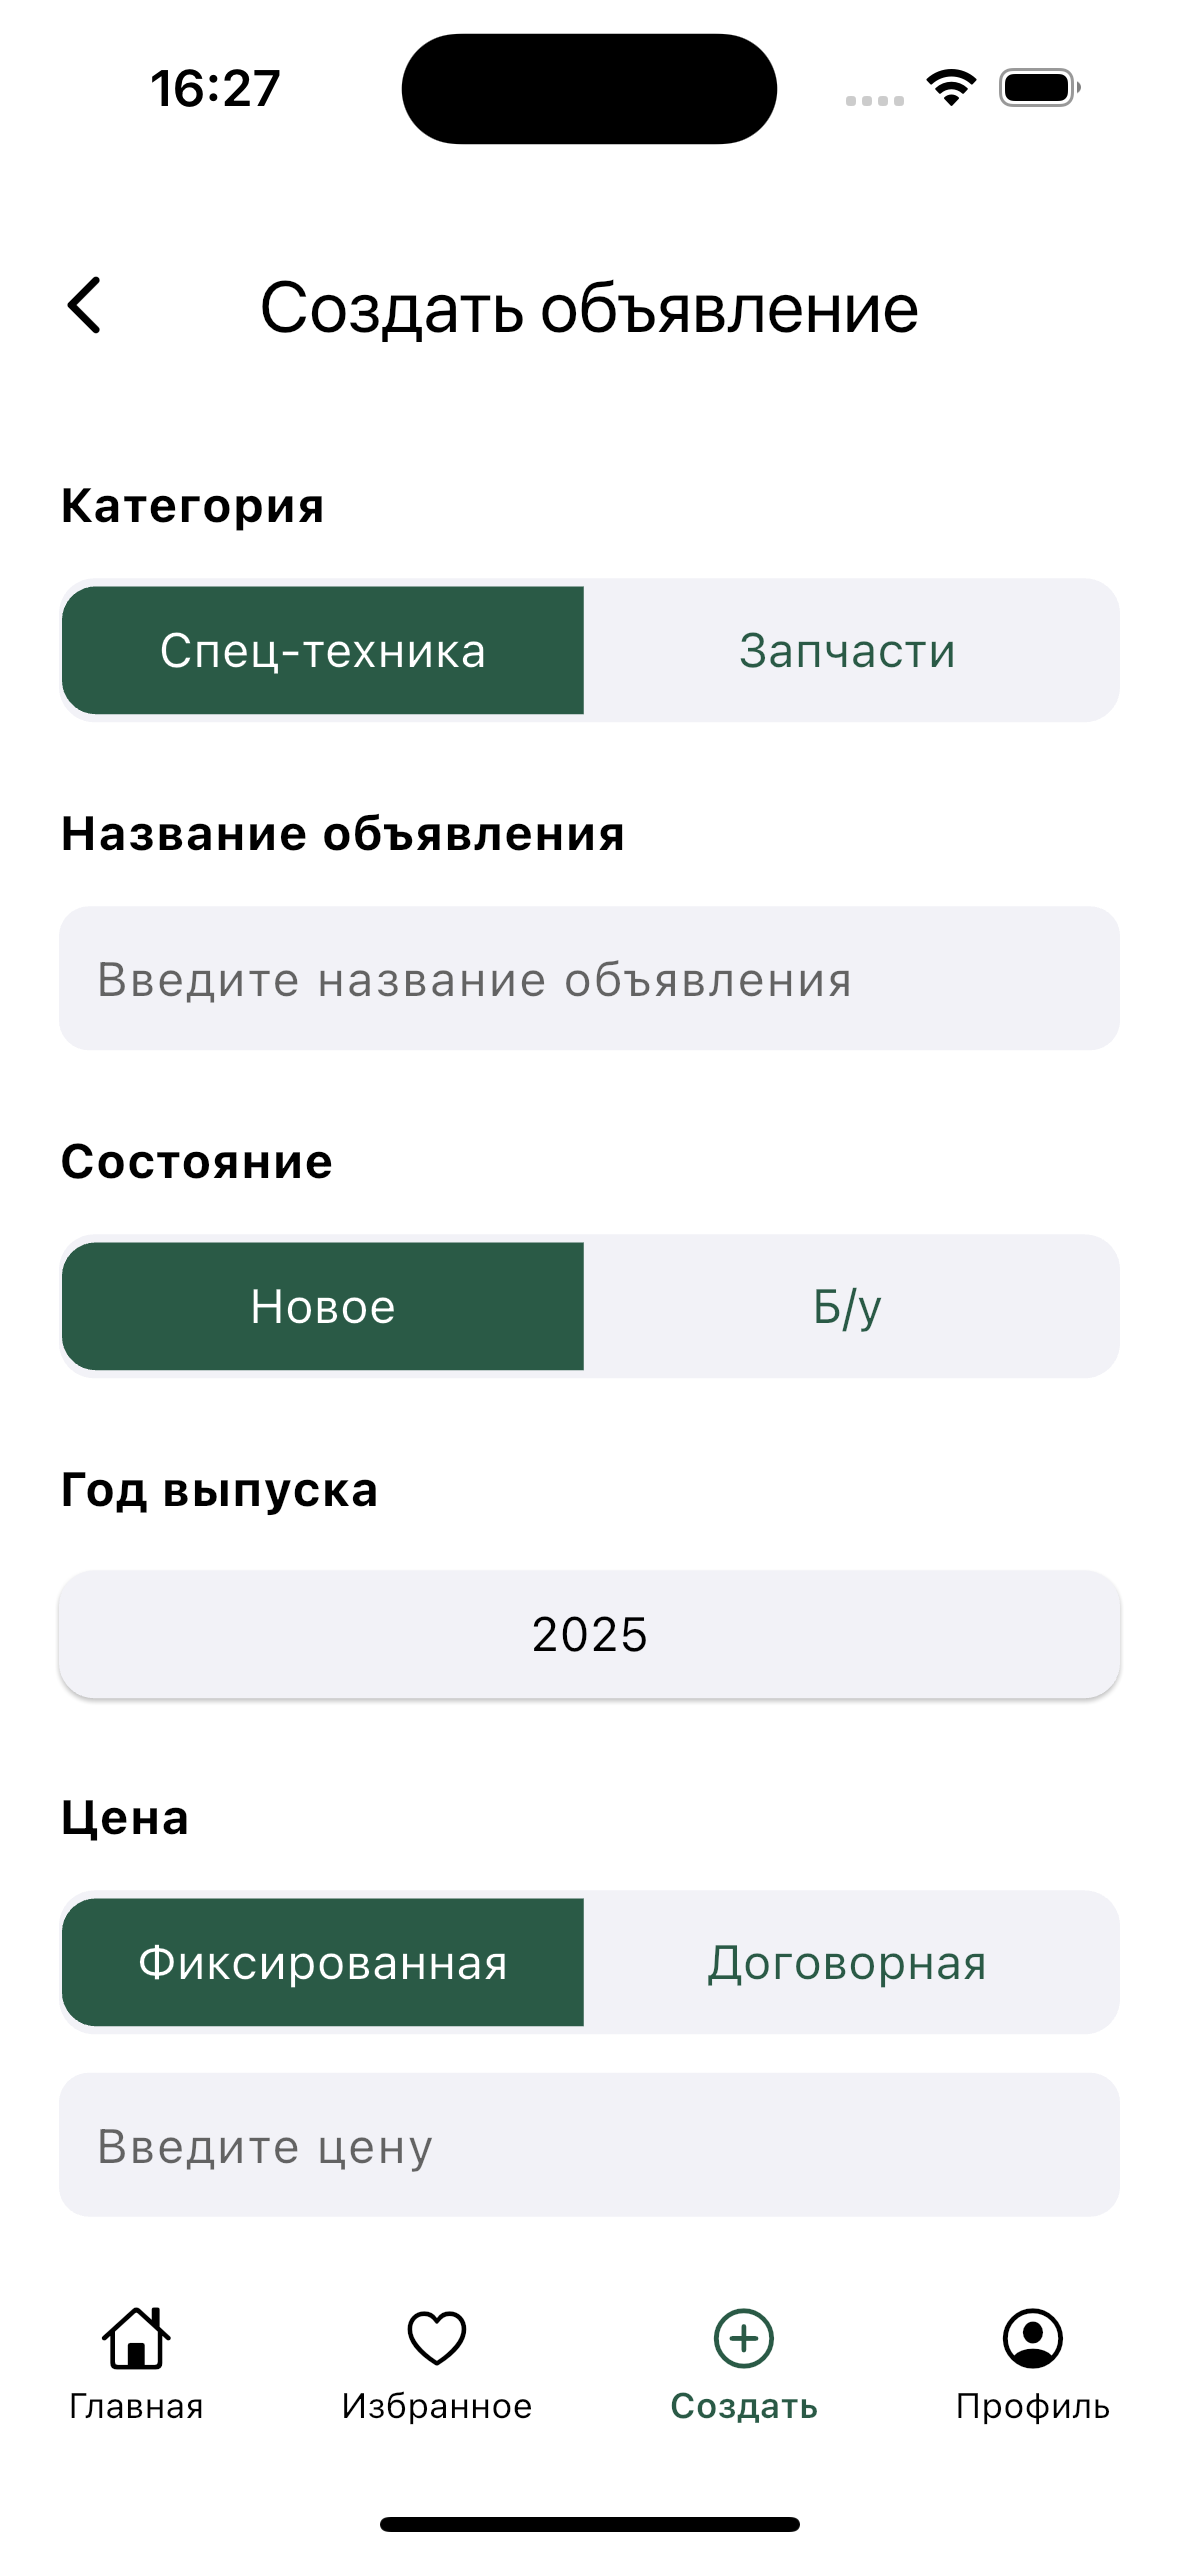 16:27
Создать объявление
Категория
Спец-техника Запчасти
Название объявления
Введите название объявления
Состояние
Новое Б/у
Год выпуска
2025
Цена
Фиксированная Договорная
Введите цену
Главная Избранное Создать Профиль